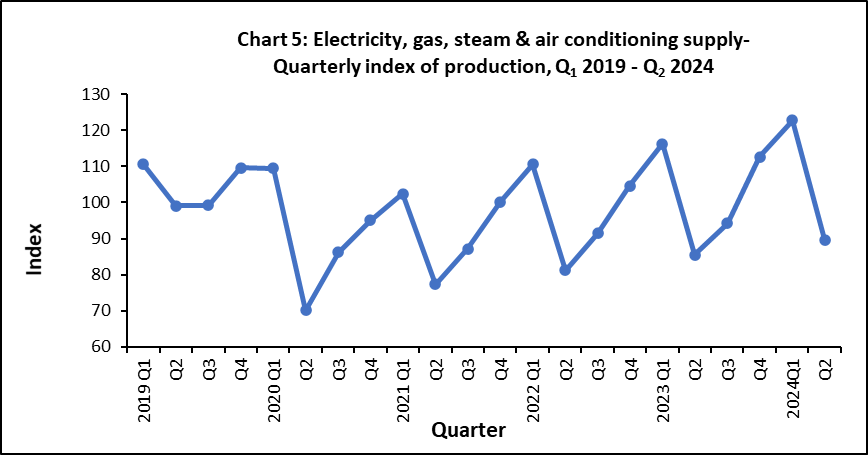 Chart 5: Electricity, gas, steam & air conditioning supply-
Quarterly index of production, Q1 2019 - Q2 2024
130
120
110
100
90
80
70
60
Index
2019 Q1
Q2
Q3
Q4
2020 Q1
Q2
Q3
Q4
2021 Q1
Q2
Q3
Q4
2022 Q1
Q2
Q3
Q4
2023 Q1
Q2
Q3
Q4
2024Q1
Q2
Quarter